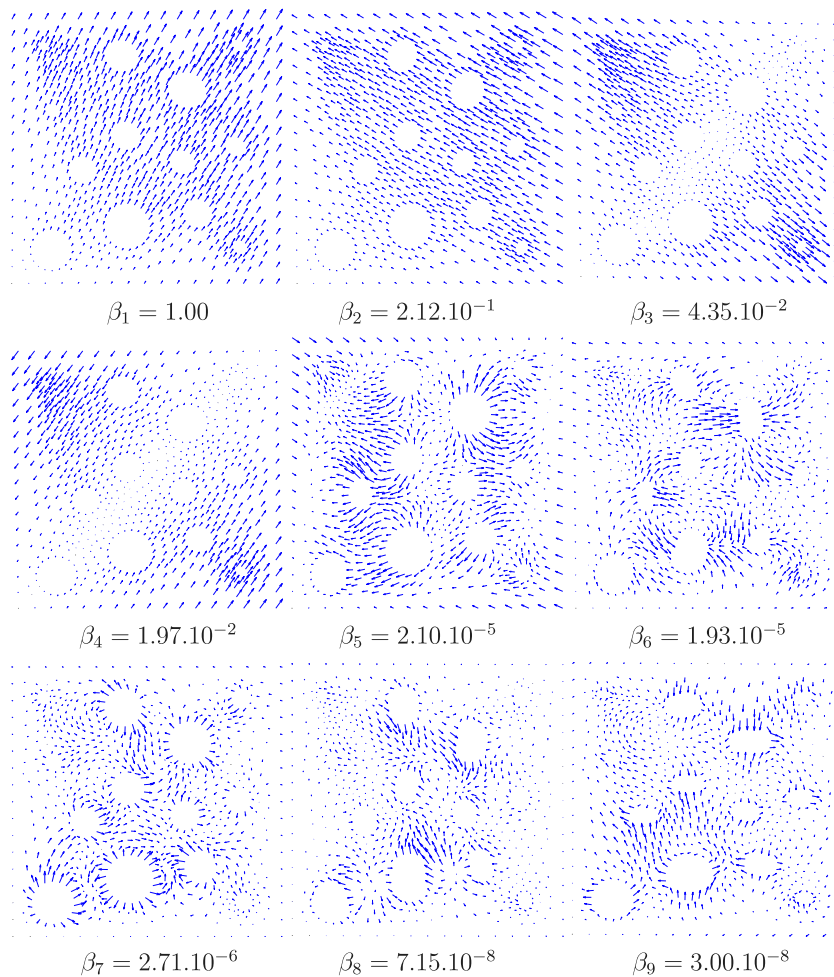 β₁ = 1.00
β₂ = 2.12.10⁻¹
β₃ = 4.35.10⁻²
β₄ = 1.97.10⁻²
β₅ = 2.10.10⁻⁵
β₆ = 1.93.10⁻⁵
β₇ = 2.71.10⁻⁶
β₈ = 7.15.10⁻⁸
β₉ = 3.00.10⁻⁸